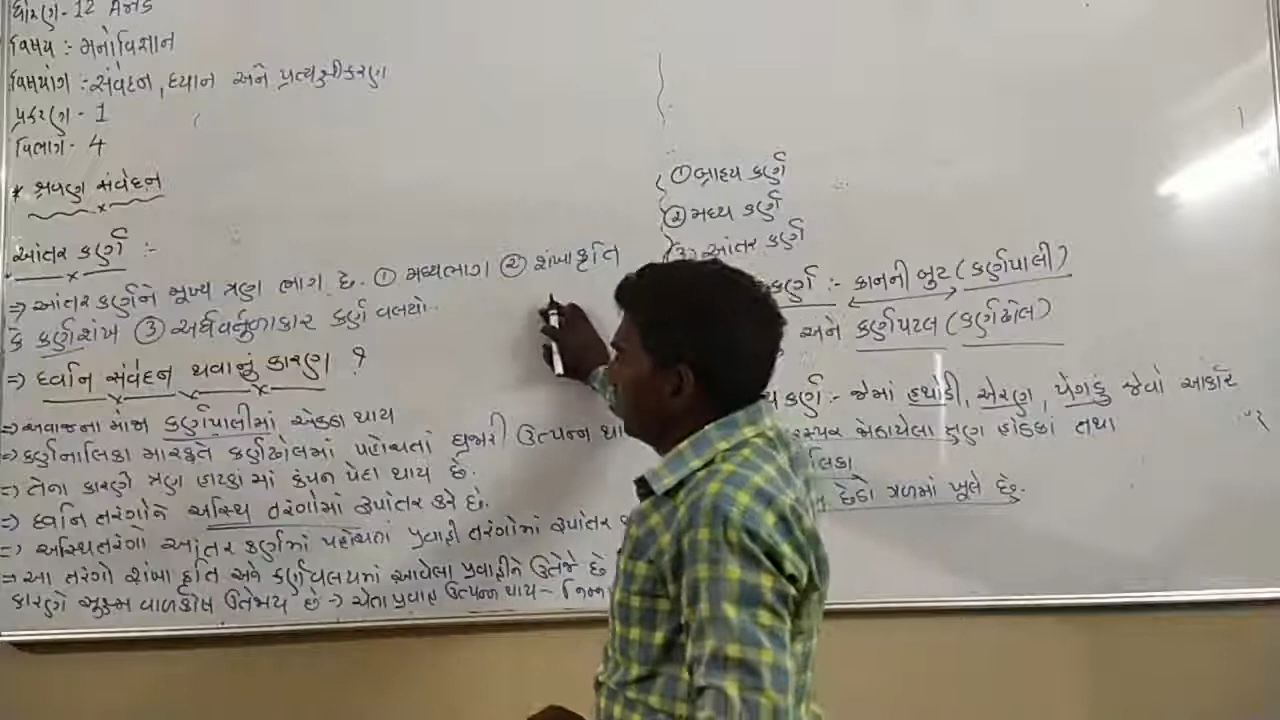 ધોરણ- 12 Arts
વિષય :- મનોવિજ્ઞાન
વિષયાંગ :- સંવેદન, ધ્યાન અને પ્રત્યક્ષીકરણ
પ્રકરણ - 1
વિભાગ - 4
* શ્રવણ સંવેદન
આંતર કર્ણ :-
⇒ આંતર કર્ણને મુખ્ય ત્રણ ભાગ છે. ① મધ્યભાગ ② શંખાકૃતિ
કે કર્ણશંખ ③ અર્ધવર્તુળાકાર કર્ણ વલયો.
⇒ ધ્વનિ સંવેદન થવાનું કારણ ?
⇒ અવાજના મોજા કર્ણપાલીમાં એકઠા થાય
⇒ કર્ણનાલિકા મારફતે કર્ણઢોલમાં પહોંચતાં ધ્રુજારી ઉત્પન્ન થા
⇒ તેના કારણે ત્રણ હાડકાં માં કંપન પેદા થાય છે.
⇒ ધ્વનિ તરંગોને અસ્થિ તરંગોમાં રૂપાંતર કરે છે.
⇒ અસ્થિતરંગો આંતર કર્ણમાં પહોંચતાં પ્રવાહી તરંગોમાં રૂપાંતર
⇒ આ તરંગો શંખાકૃતિ અને કર્ણવલયમાં આવેલા પ્રવાહીને ઉત્તેજે છે
કારણે સૂક્ષ્મ વાળકોષ ઉત્તેજાય છે → ચેતા પ્રવાહ ઉત્પન્ન થાય -
① બાહ્ય કર્ણ
② મધ્ય કર્ણ
③ આંતર કર્ણ
કર્ણ :- કાનની બુટ (કર્ણપાલી)
અને કર્ણપટલ (કર્ણઢોલ)
કર્ણ :- જેમાં હથોડી, એરણ, પેંગડું જેવો આકાર
જોડાયેલા ત્રણ હાડકાં તથા
લિકા
છેડો ગળામાં ખૂલે છે.